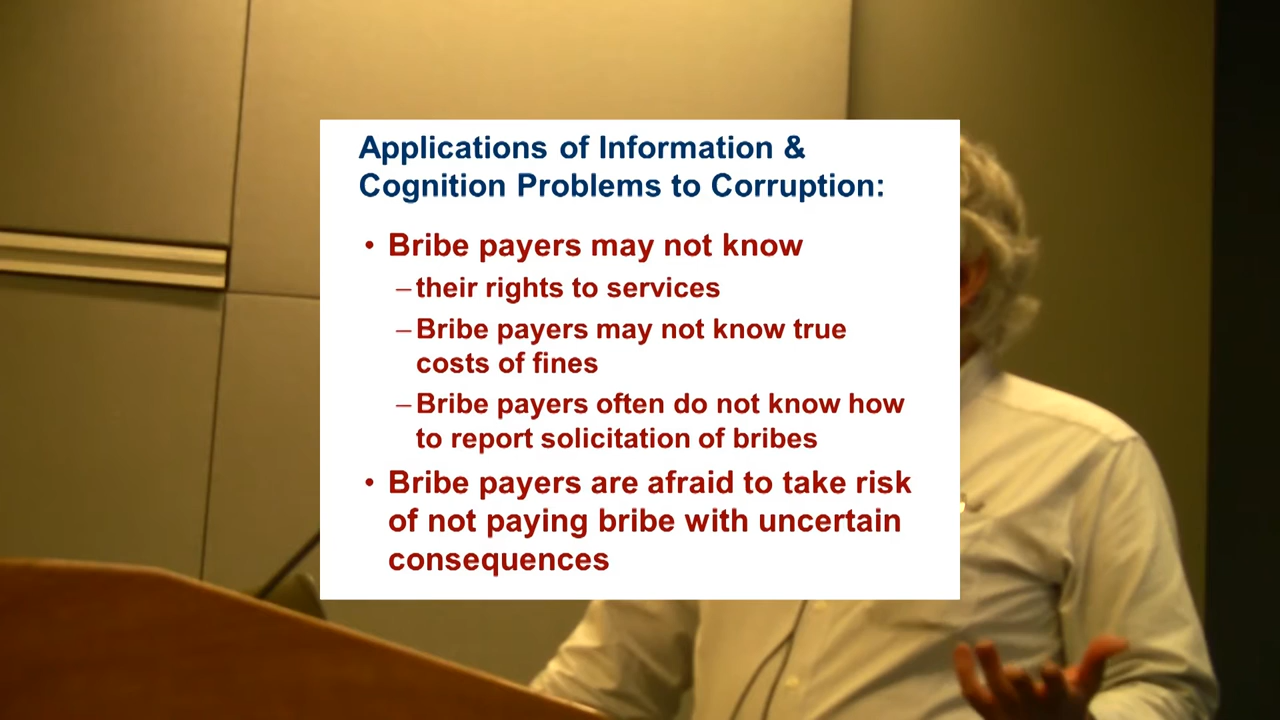 Applications of Information &
Cognition Problems to Corruption:
• Bribe payers may not know
–their rights to services
–Bribe payers may not know true
costs of fines
–Bribe payers often do not know how
to report solicitation of bribes
• Bribe payers are afraid to take risk
of not paying bribe with uncertain
consequences